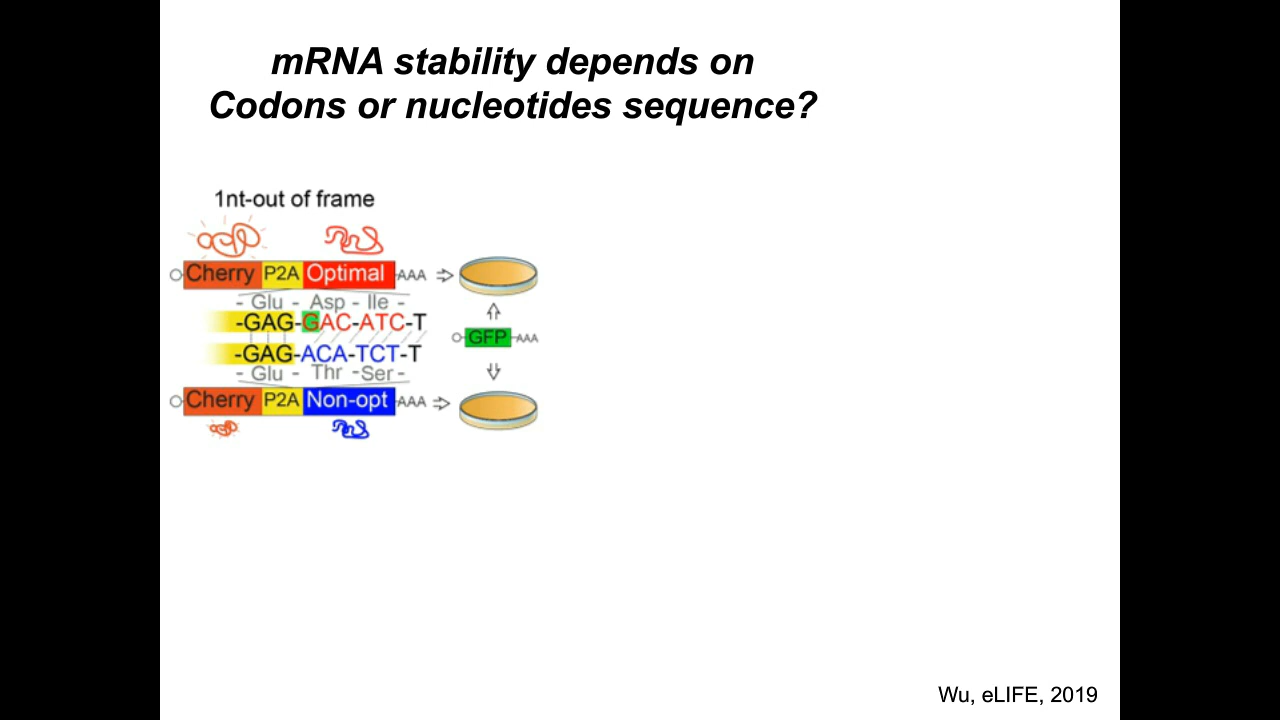 mRNA stability depends on
Codons or nucleotides sequence?
1nt-out of frame
Cherry P2A Optimal AAA
- Glu - Asp - Ile -
-GAG-GAC-ATC-T
GFP AAA
-GAG-ACA-TCT-T
- Glu - Thr -Ser-
Cherry P2A Non-opt AAA
Wu, eLIFE, 2019